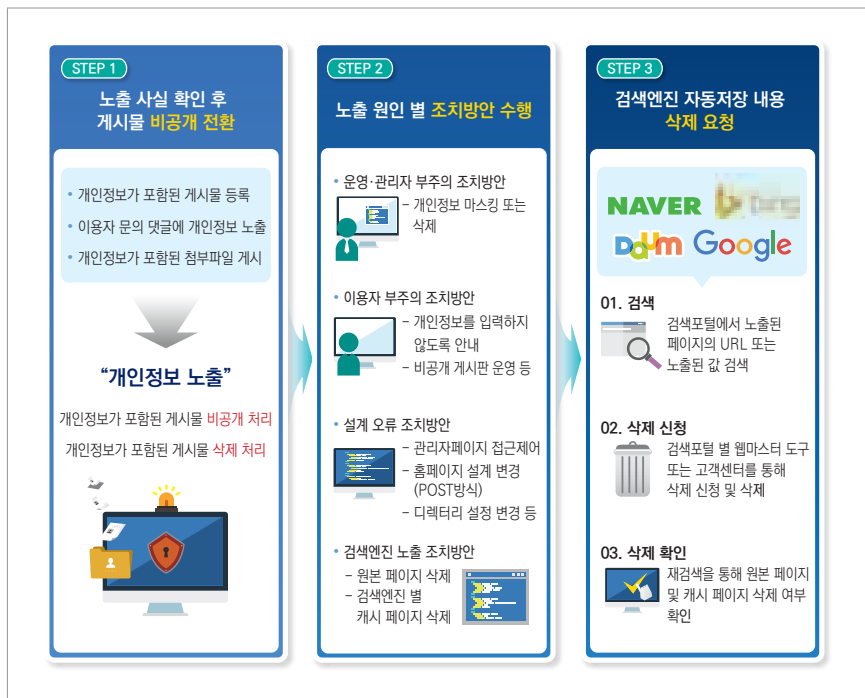 STEP 1
노출 사실 확인 후
게시물 비공개 전환
• 개인정보가 포함된 게시물 등록
• 이용자 문의 댓글에 개인정보 노출
• 개인정보가 포함된 첨부파일 게시
“개인정보 노출”
개인정보가 포함된 게시물 비공개 처리
개인정보가 포함된 게시물 삭제 처리
STEP 2
노출 원인 별 조치방안 수행
• 운영·관리자 부주의 조치방안
– 개인정보 마스킹 또는
삭제
• 이용자 부주의 조치방안
– 개인정보를 입력하지
않도록 안내
– 비공개 게시판 운영 등
• 설계 오류 조치방안
– 관리자페이지 접근제어
– 홈페이지 설계 변경
(POST방식)
– 디렉터리 설정 변경 등
• 검색엔진 노출 조치방안
– 원본 페이지 삭제
– 검색엔진 별
캐시 페이지 삭제
STEP 3
검색엔진 자동저장 내용
삭제 요청
NAVER
Daum Google
01. 검색
검색포털에서 노출된
페이지의 URL 또는
노출된 값 검색
02. 삭제 신청
검색포털 별 웹마스터 도구
또는 고객센터를 통해
삭제 신청 및 삭제
03. 삭제 확인
재검색을 통해 원본 페이지
및 캐시 페이지 삭제 여부
확인